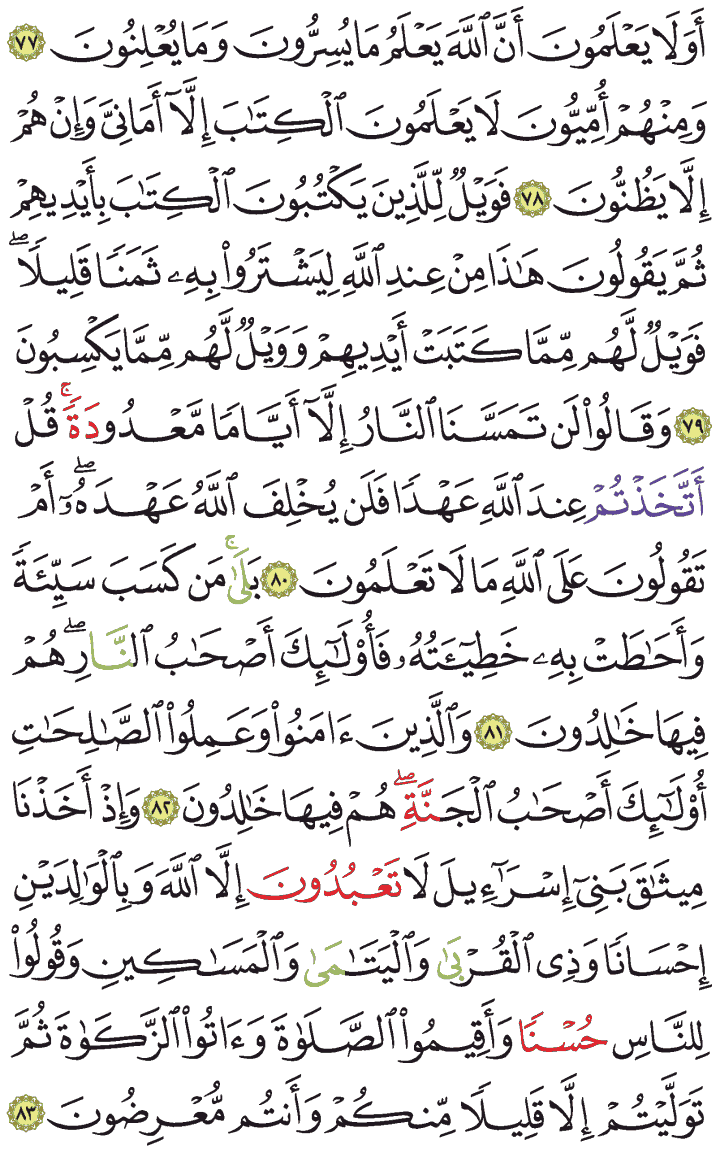 أَوَلَا يَعْلَمُونَ أَنَّ ٱللَّهَ يَعْلَمُ مَا يُسِرُّونَ وَمَا يُعْلِنُونَ ٧٧
وَمِنْهُمْ أُمِّيُّونَ لَا يَعْلَمُونَ ٱلْكِتَٰبَ إِلَّآ أَمَانِىَّ وَإِنْ هُمْ
إِلَّا يَظُنُّونَ ٧٨ فَوَيْلٌ لِّلَّذِينَ يَكْتُبُونَ ٱلْكِتَٰبَ بِأَيْدِيهِمْ
ثُمَّ يَقُولُونَ هَٰذَا مِنْ عِندِ ٱللَّهِ لِيَشْتَرُوا۟ بِهِۦ ثَمَنًا قَلِيلًا ۖ
فَوَيْلٌ لَّهُم مِّمَّا كَتَبَتْ أَيْدِيهِمْ وَوَيْلٌ لَّهُم مِّمَّا يَكْسِبُونَ
٧٩ وَقَالُوا۟ لَن تَمَسَّنَا ٱلنَّارُ إِلَّآ أَيَّامًا مَّعْدُودَةً ۚ قُلْ
أَتَّخَذْتُمْ عِندَ ٱللَّهِ عَهْدًا فَلَن يُخْلِفَ ٱللَّهُ عَهْدَهُۥٓ ۖ أَمْ
تَقُولُونَ عَلَى ٱللَّهِ مَا لَا تَعْلَمُونَ ٨٠ بَلَىٰ ۚ مَن كَسَبَ سَيِّئَةً
وَأَحَٰطَتْ بِهِۦ خَطِيٓـَٔتُهُۥ فَأُو۟لَٰٓئِكَ أَصْحَٰبُ ٱلنَّارِ ۖ هُمْ
فِيهَا خَٰلِدُونَ ٨١ وَٱلَّذِينَ ءَامَنُوا۟ وَعَمِلُوا۟ ٱلصَّٰلِحَٰتِ
أُو۟لَٰٓئِكَ أَصْحَٰبُ ٱلْجَنَّةِ ۖ هُمْ فِيهَا خَٰلِدُونَ ٨٢ وَإِذْ أَخَذْنَا
مِيثَٰقَ بَنِىٓ إِسْرَٰٓءِيلَ لَا تَعْبُدُونَ إِلَّا ٱللَّهَ وَبِٱلْوَٰلِدَيْنِ
إِحْسَانًا وَذِى ٱلْقُرْبَىٰ وَٱلْيَتَٰمَىٰ وَٱلْمَسَٰكِينِ وَقُولُوا۟
لِلنَّاسِ حُسْنًا وَأَقِيمُوا۟ ٱلصَّلَوٰةَ وَءَاتُوا۟ ٱلزَّكَوٰةَ ثُمَّ
تَوَلَّيْتُمْ إِلَّا قَلِيلًا مِّنكُمْ وَأَنتُم مُّعْرِضُونَ ٨٣